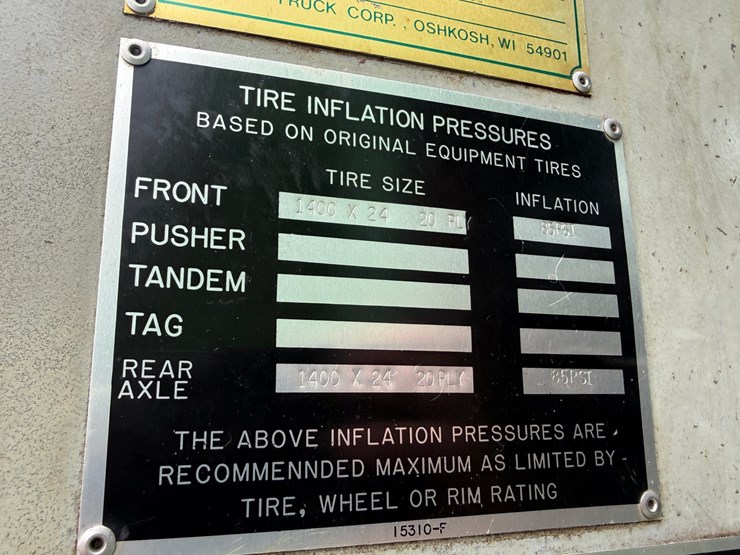 TRUCK CORP., OSHKOSH, WI 54901
TIRE INFLATION PRESSURES
BASED ON ORIGINAL EQUIPMENT TIRES
TIRE SIZE INFLATION
FRONT 1400 X 24 20 PLY 85PSI
PUSHER
TANDEM
TAG
REAR AXLE 1400 X 24 20 PLY 85PSI
THE ABOVE INFLATION PRESSURES ARE
RECOMMENNDED MAXIMUM AS LIMITED BY
TIRE, WHEEL OR RIM RATING
15310-F